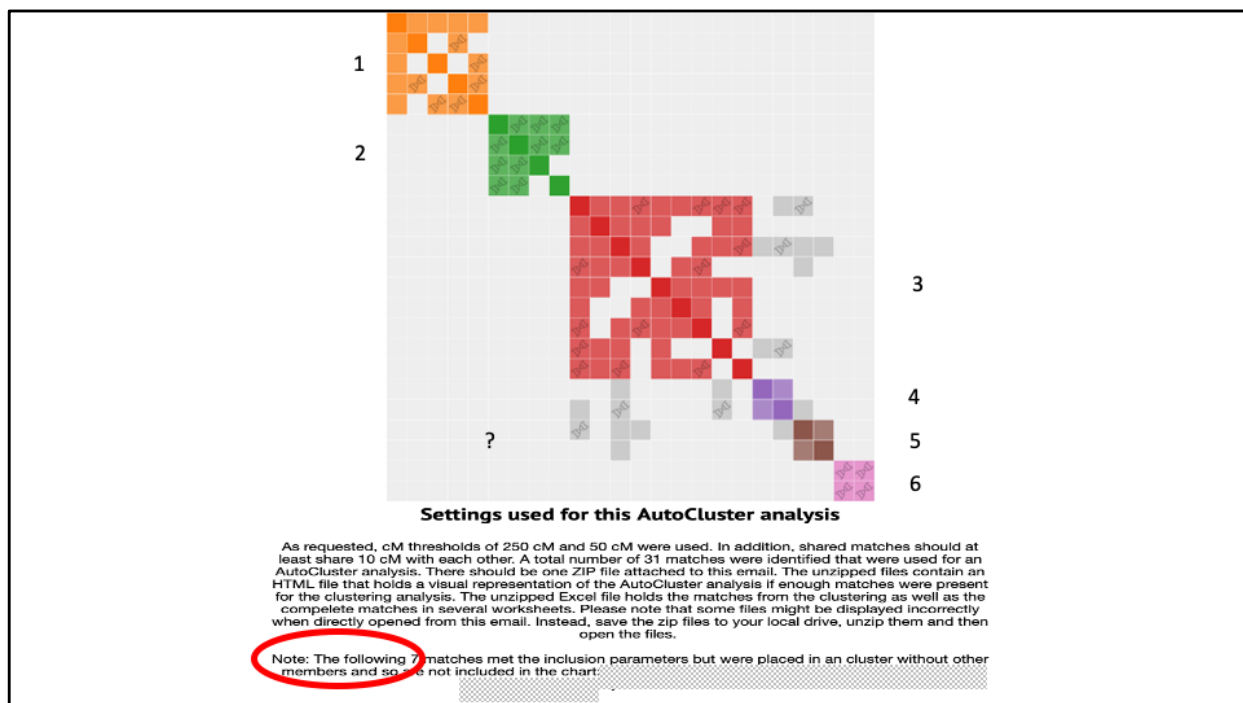 1
2
3
4
5
?
6
Settings used for this AutoCluster analysis
As requested, cM thresholds of 250 cM and 50 cM were used. In addition, shared matches should at
least share 10 cM with each other. A total number of 31 matches were identified that were used for an
AutoCluster analysis. There should be one ZIP file attached to this email. The unzipped files contain an
HTML file that holds a visual representation of the AutoCluster analysis if enough matches were present
for the clustering analysis. The unzipped Excel file holds the matches from the clustering as well as the
compelete matches in several worksheets. Please note that some files might be displayed incorrectly
when directly opened from this email. Instead, save the zip files to your local drive, unzip them and then
open the files.
Note: The following 7 matches met the inclusion parameters but were placed in an cluster without other
members and so are not included in the chart: